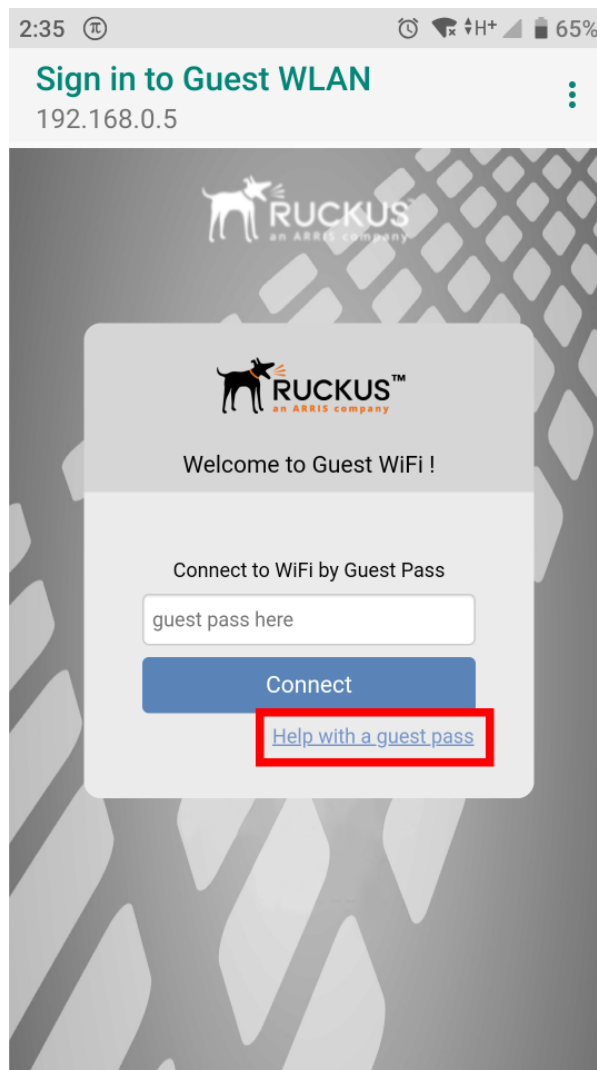 2:35 π H+ 65%
Sign in to Guest WLAN
192.168.0.5
RUCKUS
an ARRIS company
RUCKUS™
an ARRIS company
Welcome to Guest WiFi !
Connect to WiFi by Guest Pass
guest pass here
Connect
Help with a guest pass